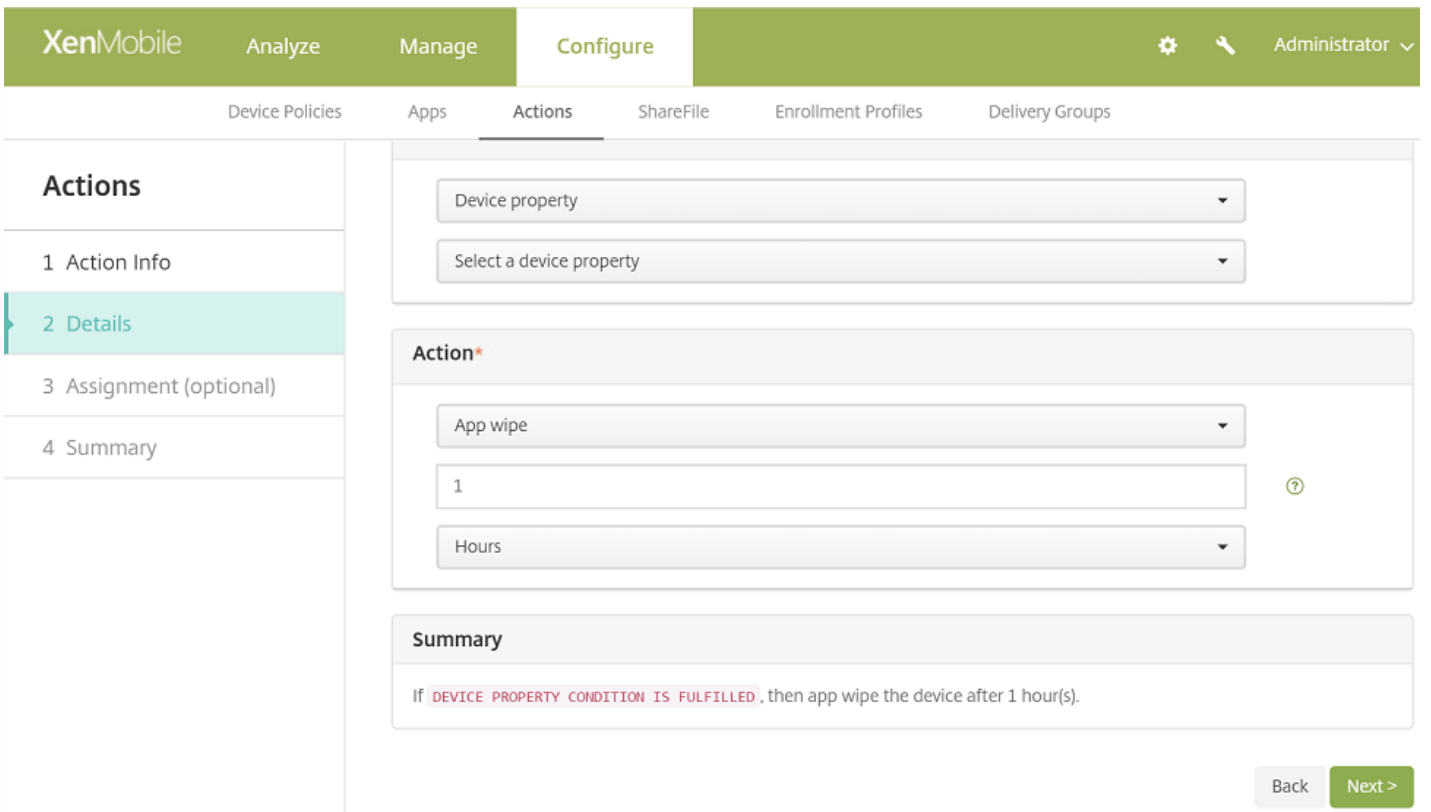 XenMobile Analyze Manage Configure Administrator
Device Policies Apps Actions ShareFile Enrollment Profiles Delivery Groups
Actions
1 Action Info
2 Details
3 Assignment (optional)
4 Summary
Device property
Select a device property
Action*
App wipe
1
?
Hours
Summary
If DEVICE PROPERTY CONDITION IS FULFILLED, then app wipe the device after 1 hour(s).
Back Next >